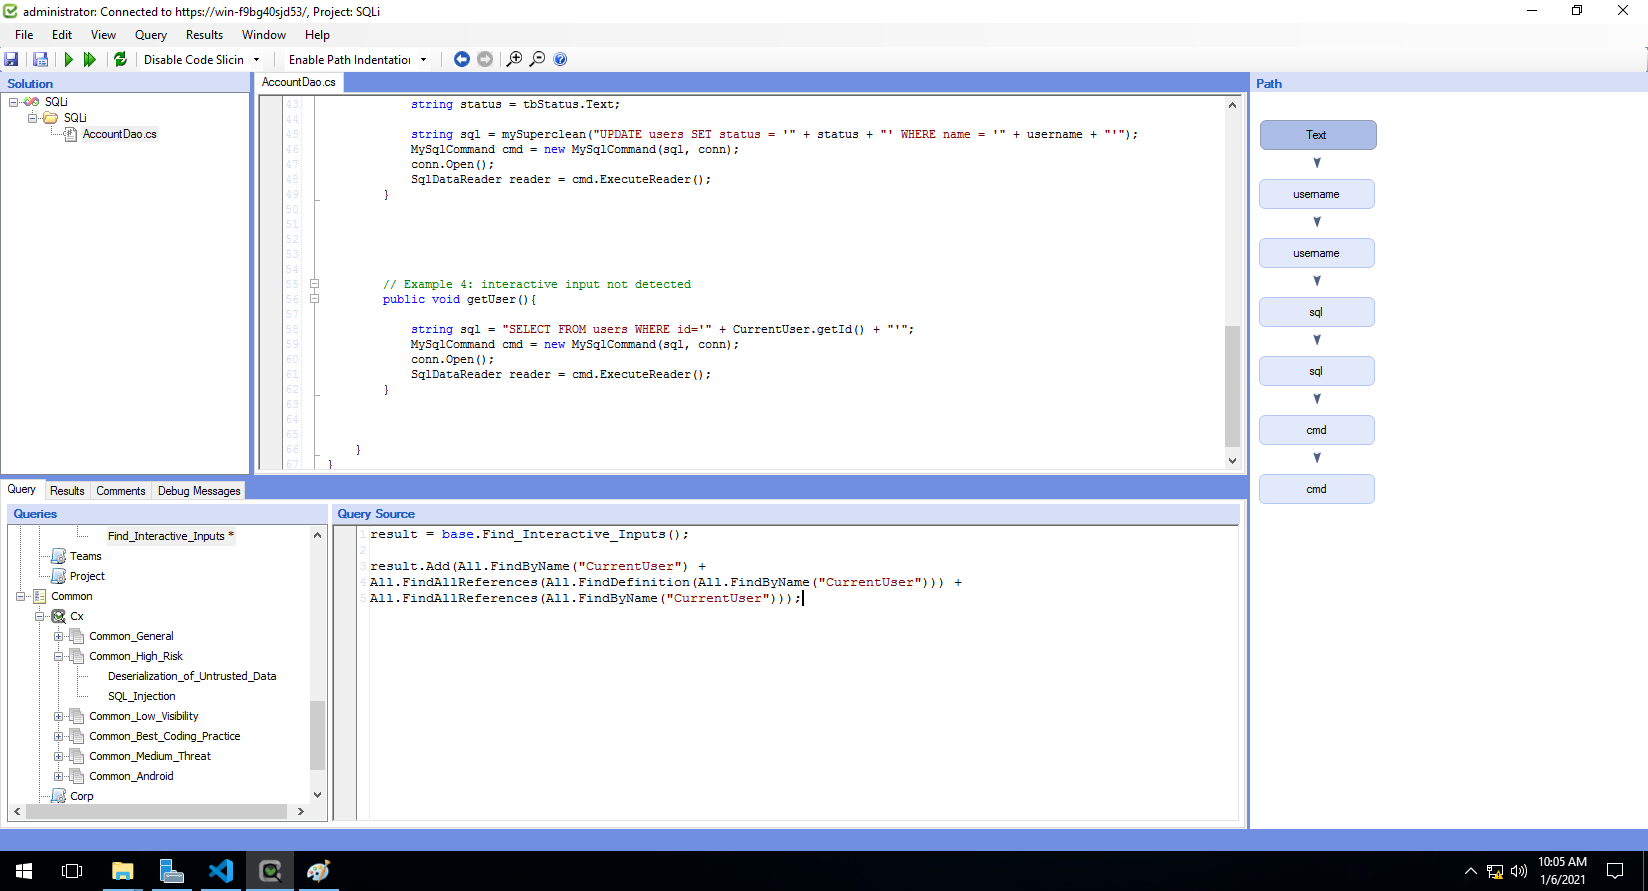 administrator: Connected to https://win-f9bg40sjd53/, Project: SQLi
File Edit View Query Results Window Help
Disable Code Slicin Enable Path Indentation
Solution
SQLi
SQLi
AccountDao.cs
AccountDao.cs
43 string status = tbStatus.Text;
44
45 string sql = mySuperclean("UPDATE users SET status = '" + status + "' WHERE name = '" + username + "'");
46 MySqlCommand cmd = new MySqlCommand(sql, conn);
47 conn.Open();
48 SqlDataReader reader = cmd.ExecuteReader();
49 }
50
51
52
53
54
55 // Example 4: interactive input not detected
56 public void getUser(){
57
58 string sql = "SELECT FROM users WHERE id='" + CurrentUser.getId() + "'";
59 MySqlCommand cmd = new MySqlCommand(sql, conn);
60 conn.Open();
61 SqlDataReader reader = cmd.ExecuteReader();
62 }
63
64
65
66 }
67 }
Path
Text
username
username
sql
sql
cmd
cmd
Query Results Comments Debug Messages
Queries
Find_Interactive_Inputs *
Teams
Project
Common
Cx
Common_General
Common_High_Risk
Deserialization_of_Untrusted_Data
SQL_Injection
Common_Low_Visibility
Common_Best_Coding_Practice
Common_Medium_Threat
Common_Android
Corp
Query Source
1 result = base.Find_Interactive_Inputs();
2
3 result.Add(All.FindByName("CurrentUser") +
4 All.FindAllReferences(All.FindDefinition(All.FindByName("CurrentUser"))) +
5 All.FindAllReferences(All.FindByName("CurrentUser")));
10:05 AM
1/6/2021